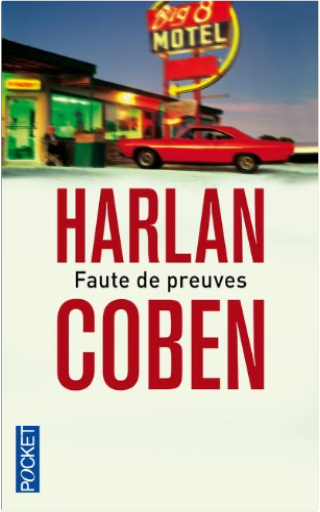 Big 8
MOTEL
HARLAN
Faute de preuves
COBEN
POCKET